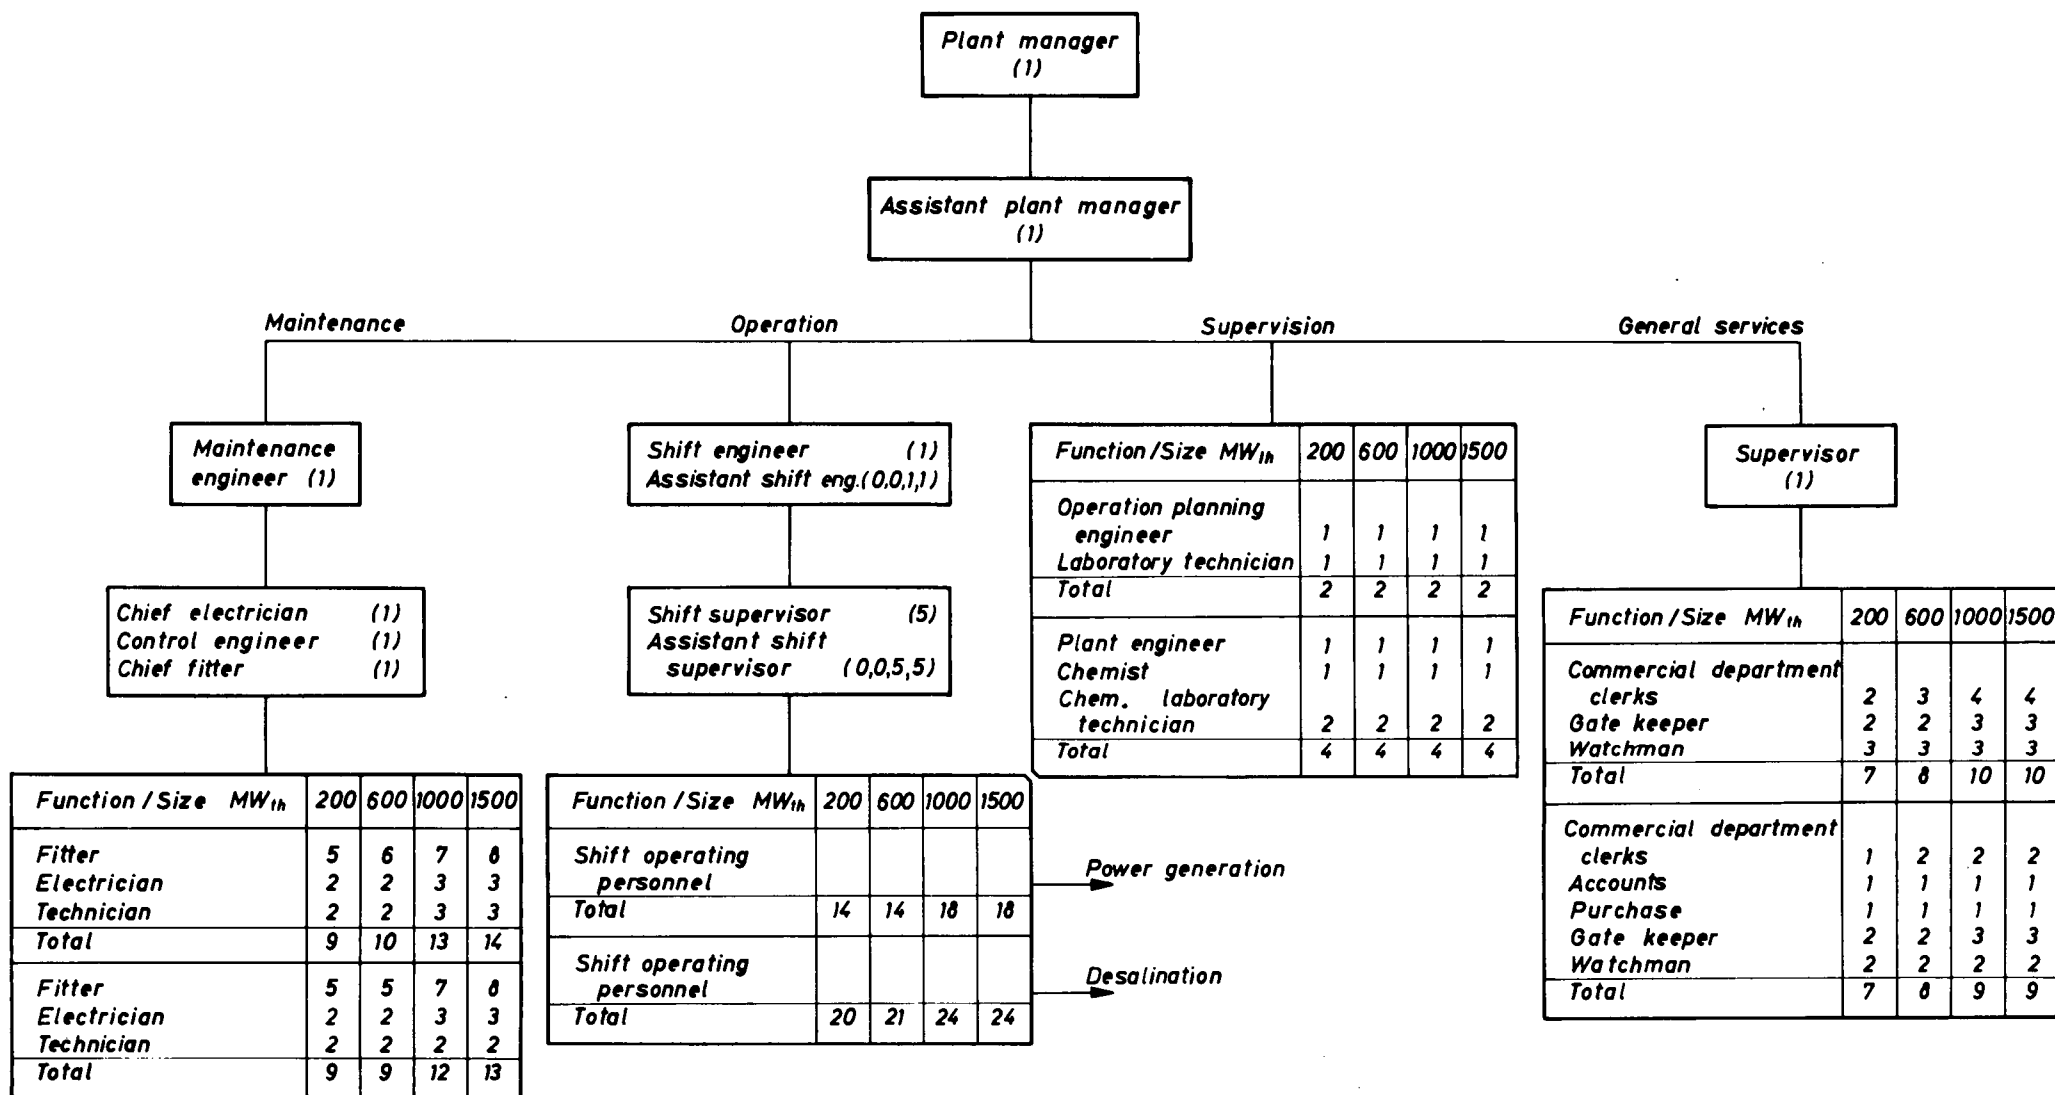 Plant manager
(1)
Assistant plant manager
(1)
Maintenance
Operation
Supervision
General services
Maintenance
engineer (1)
Chief electrician (1)
Control engineer (1)
Chief fitter (1)
Function / Size MWth 200 600 1000 1500
Fitter 5 6 7 8
Electrician 2 2 3 3
Technician 2 2 3 3
Total 9 10 13 14
Fitter 5 5 7 8
Electrician 2 2 3 3
Technician 2 2 2 2
Total 9 9 12 13
Shift engineer (1)
Assistant shift eng. (0,0,1,1)
Shift supervisor (5)
Assistant shift
supervisor (0,0,5,5)
Function / Size MWth 200 600 1000 1500
Shift operating
personnel
Total 14 14 18 18
Shift operating
personnel
Total 20 21 24 24
Power generation
Desalination
Function / Size MWth 200 600 1000 1500
Operation planning
engineer 1 1 1 1
Laboratory technician 1 1 1 1
Total 2 2 2 2
Plant engineer 1 1 1 1
Chemist 1 1 1 1
Chem. laboratory
technician 2 2 2 2
Total 4 4 4 4
Supervisor
(1)
Function / Size MWth 200 600 1000 1500
Commercial department
clerks 2 3 4 4
Gate keeper 2 2 3 3
Watchman 3 3 3 3
Total 7 8 10 10
Commercial department
clerks 1 2 2 2
Accounts 1 1 1 1
Purchase 1 1 1 1
Gate keeper 2 2 3 3
Watchman 2 2 2 2
Total 7 8 9 9